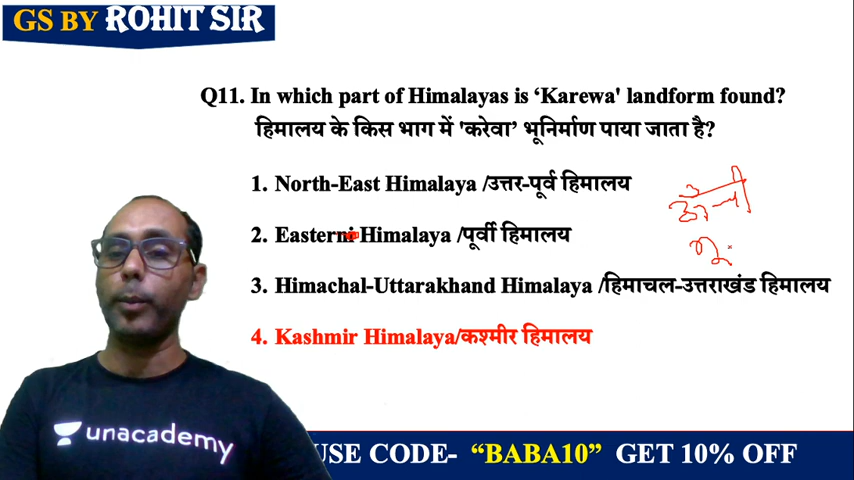 GS BY ROHIT SIR
Q11. In which part of Himalayas is ‘Karewa' landform found?
हिमालय के किस भाग में 'करेवा’ भूनिर्माण पाया जाता है?
1. North-East Himalaya /उत्तर-पूर्व हिमालय
2. Easterni Himalaya /पूर्वी हिमालय
3. Himachal-Uttarakhand Himalaya /हिमाचल-उत्तराखंड हिमालय
4. Kashmir Himalaya/कश्मीर हिमालय
unacademy
USE CODE- “BABA10” GET 10% OFF